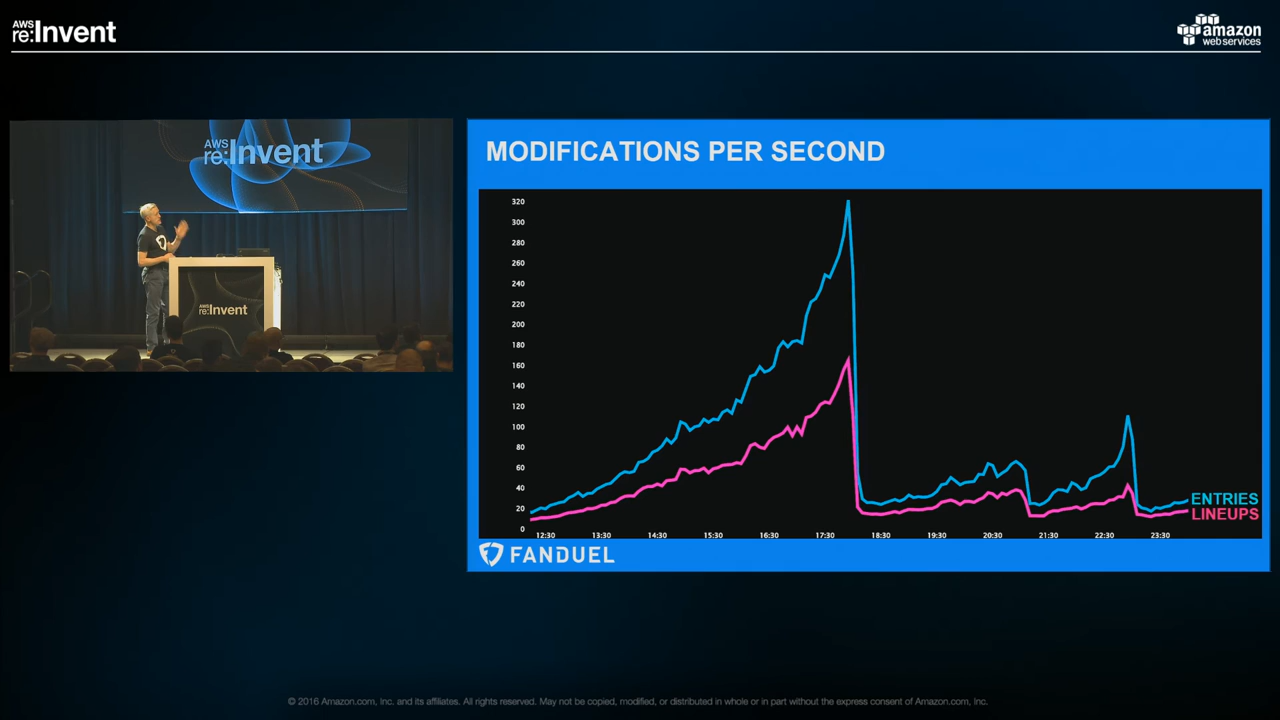 AWS
re:Invent
amazon
web services
AWS
re:Invent
AWS
re:Invent
MODIFICATIONS PER SECOND
320
300
280
260
240
220
200
180
160
140
120
100
80
60
40
20
0
12:30 13:30 14:30 15:30 16:30 17:30 18:30 19:30 20:30 21:30 22:30 23:30
ENTRIES
LINEUPS
FANDUEL
© 2016 Amazon.com, Inc. and its affiliates. All rights reserved. May not be copied, modified, or distributed in whole or in part without the express consent of Amazon.com, Inc.